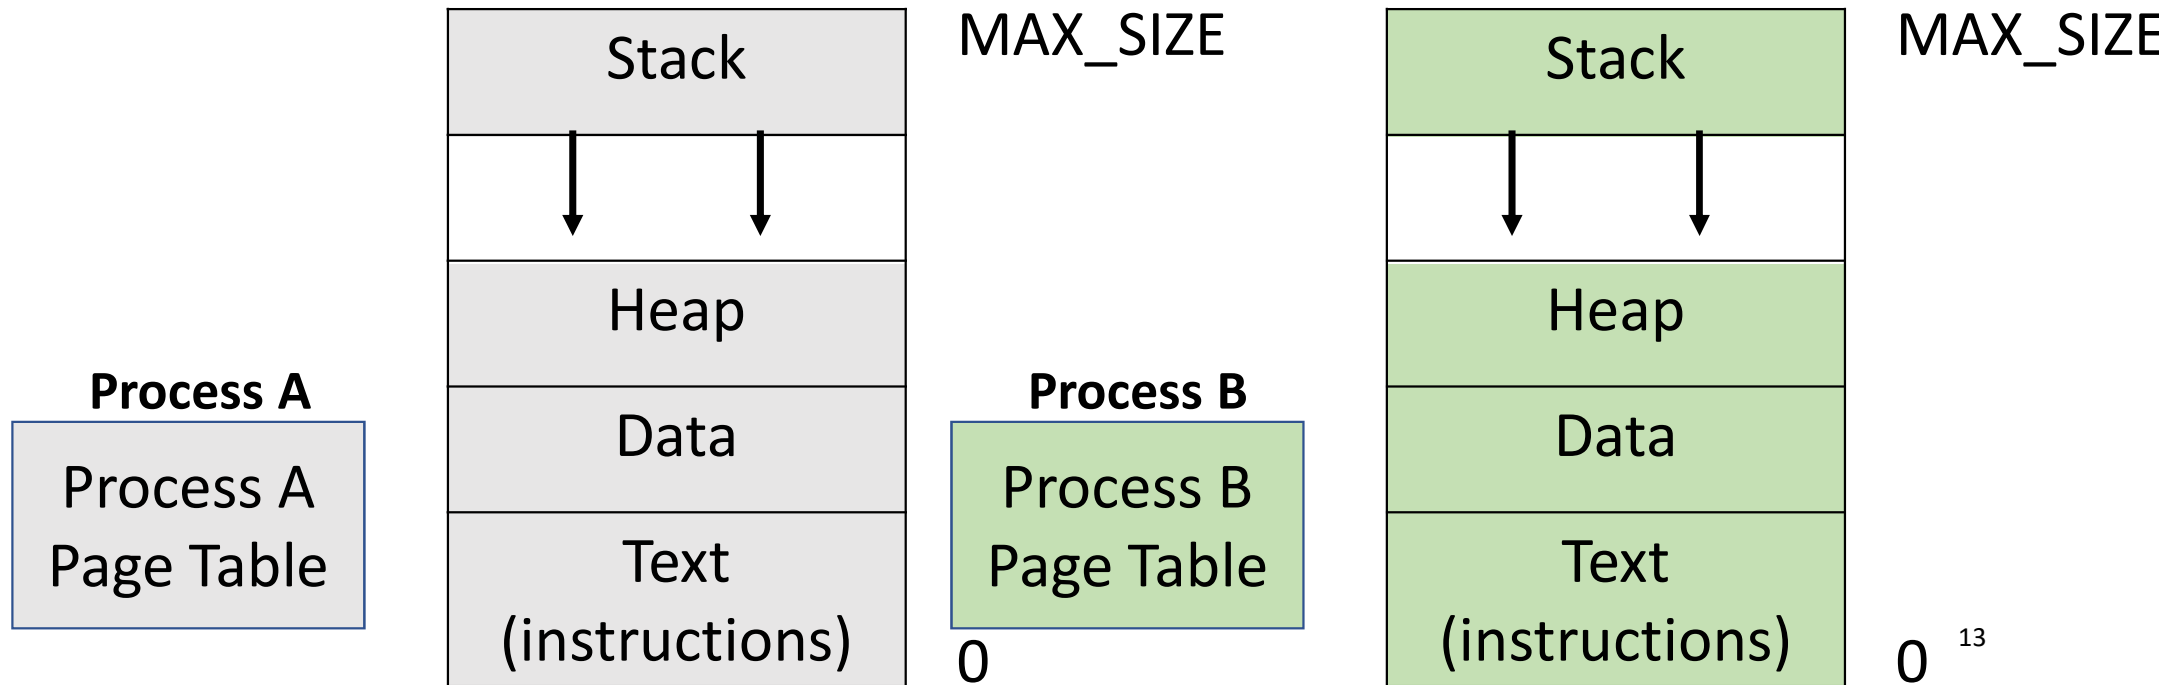 Stack
MAX_SIZE
Heap
Data
Text
(instructions)
0
Process A
Process A
Page Table
Stack
MAX_SIZE
Heap
Data
Text
(instructions)
0
Process B
Process B
Page Table
13